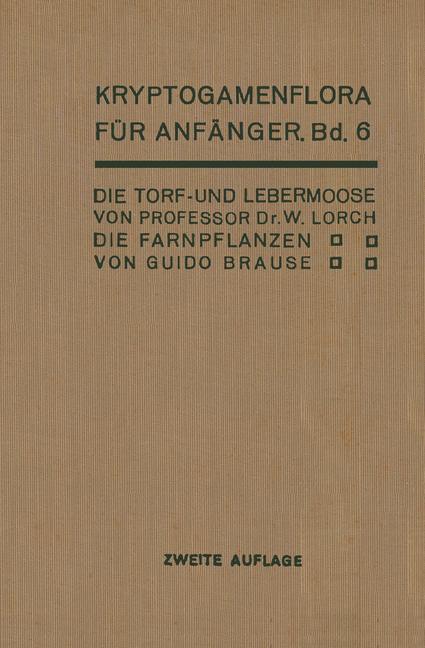 KRYPTOGAMENFLORA
FÜR ANFÄNGER. Bd. 6
DIE TORF-UND LEBERMOOSE
VON PROFESSOR Dr. W. LORCH
DIE FARNPFLANZEN
VON GUIDO BRAUSE
ZWEITE AUFLAGE